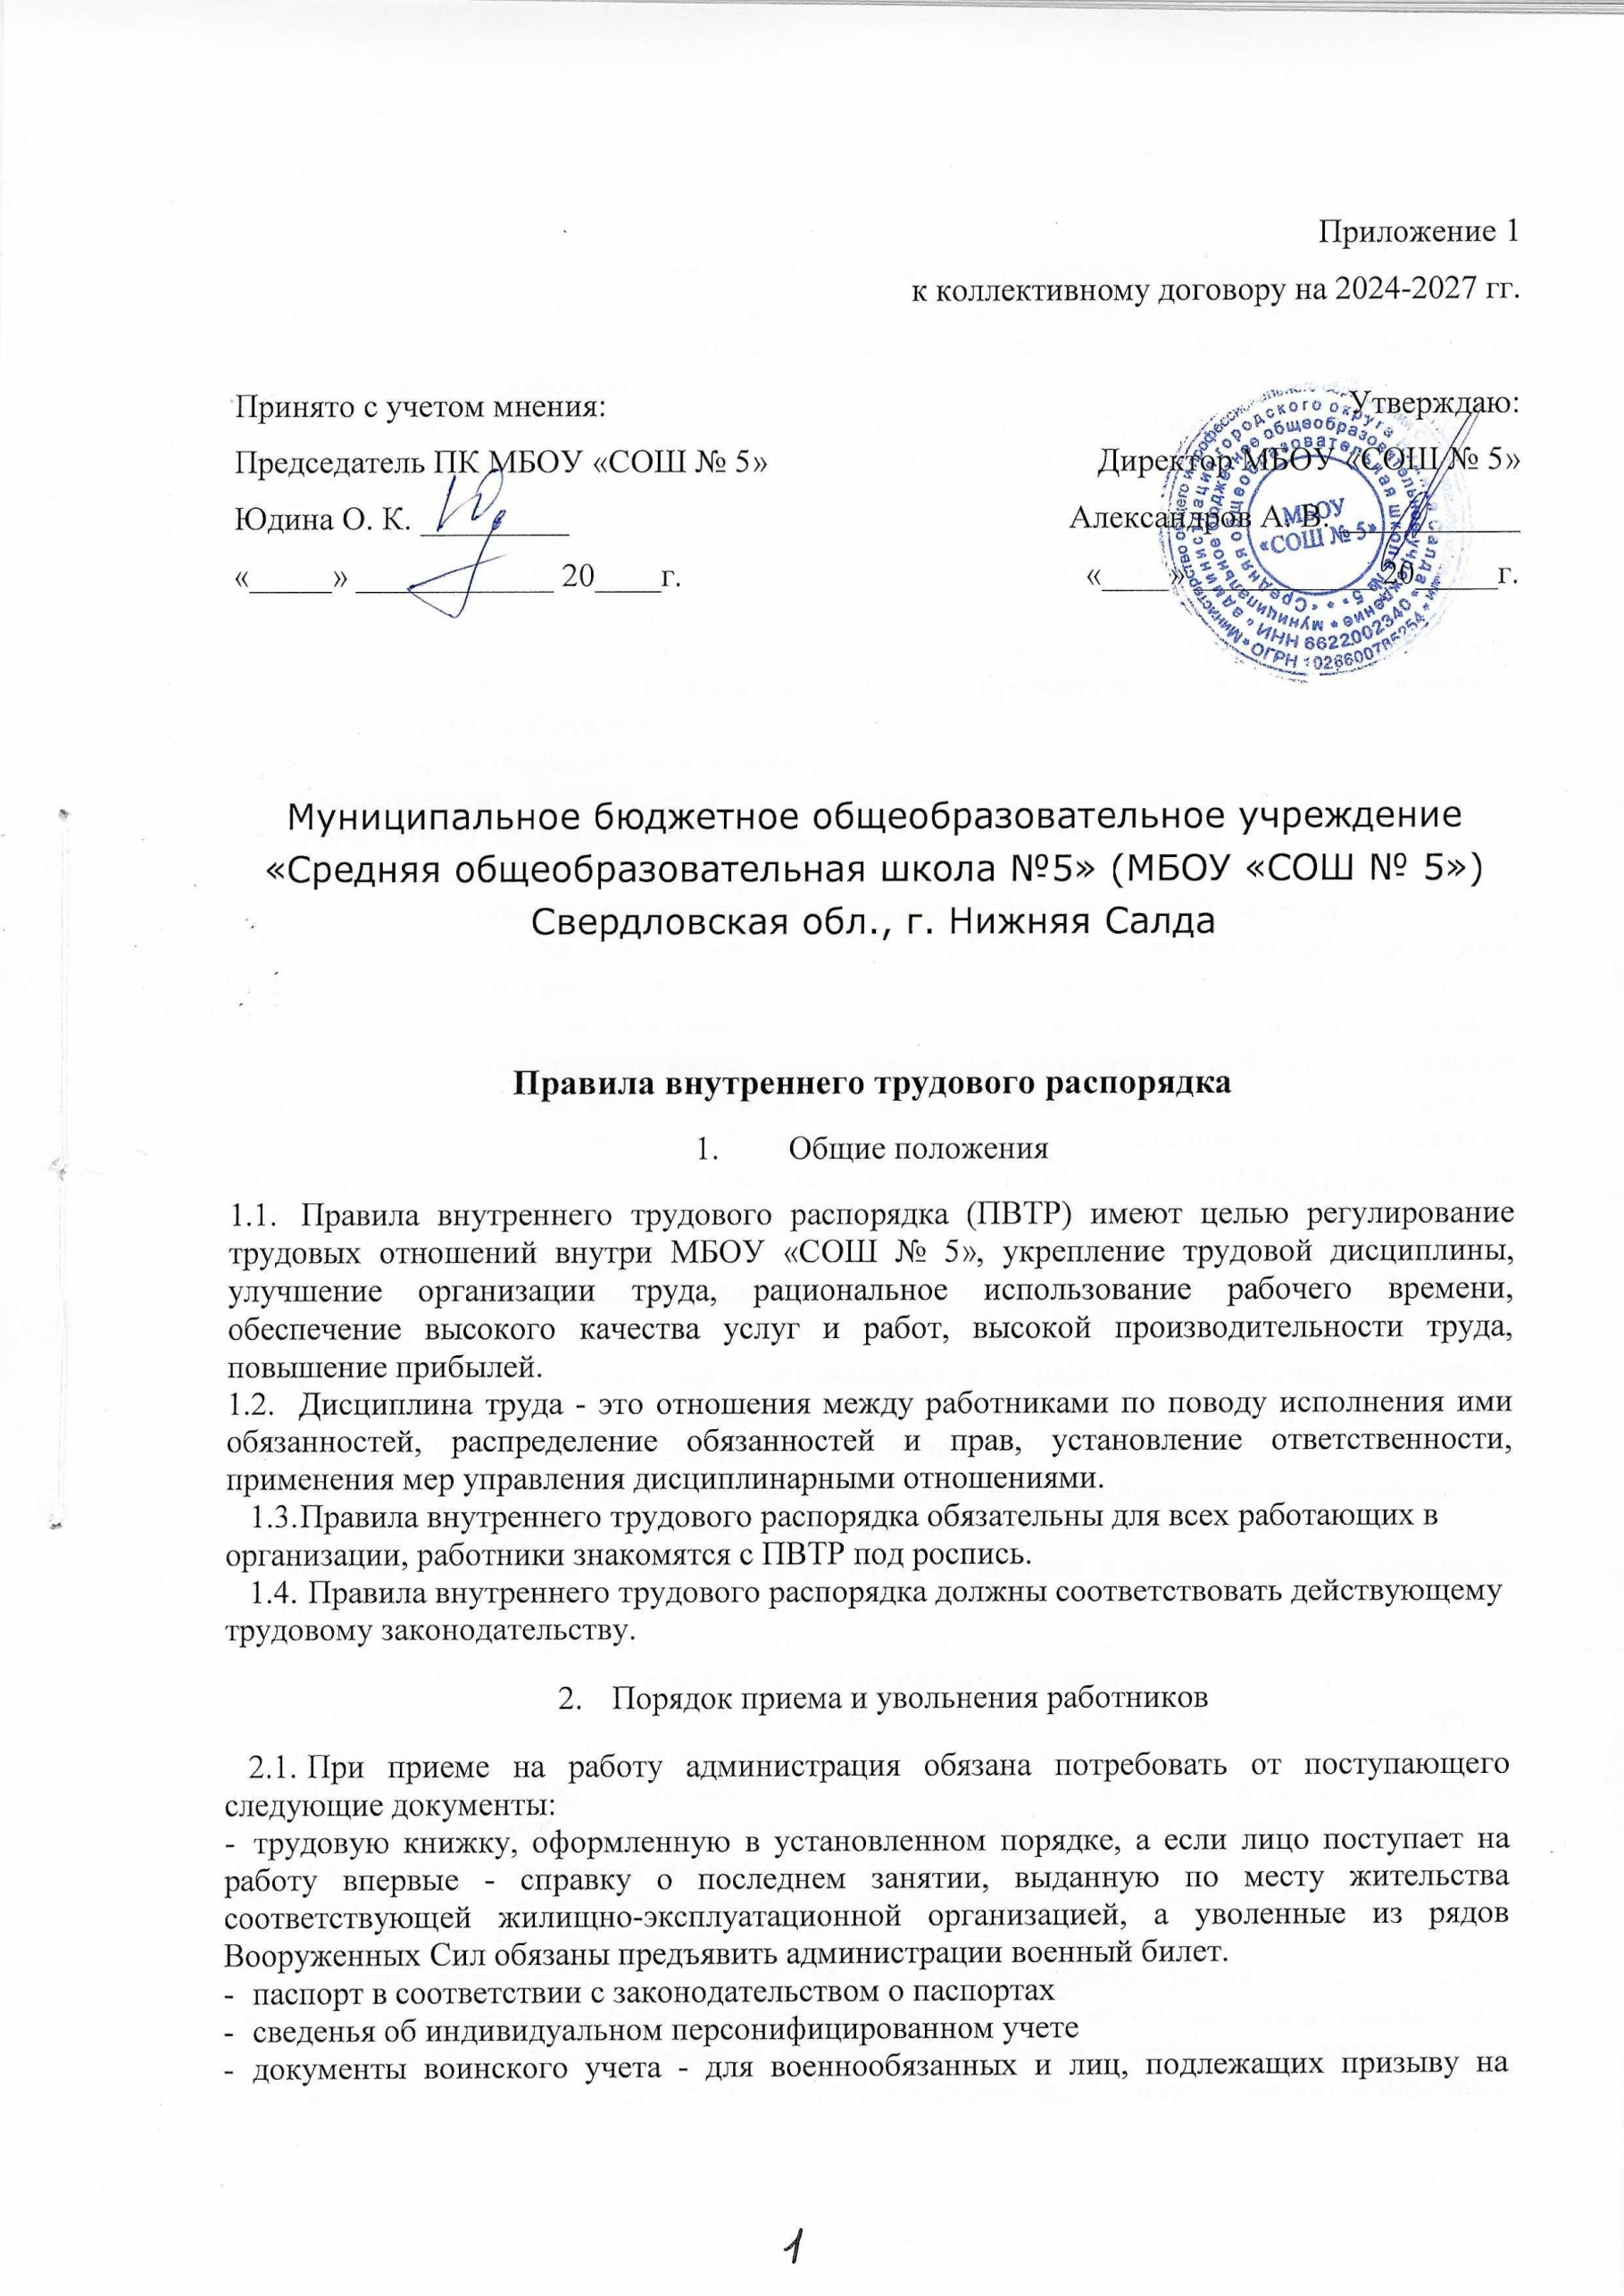 Приложение 1
к коллективному договору на 2024-2027 гг.
Принято с учетом мнения:
Утверждаю:
Председатель ПК МБОУ «СОШ № 5»
Директор МБОУ «СОШ № 5»
Юдина О. К. _________
Александров А. В. ___________
«_____» ____________ 20____г.
«____» ____________ 20_____г.
МБОУ
«СОШ № 5»
ИНН 6622002340
Муниципальное бюджетное общеобразовательное учреждение
«Средняя общеобразовательная школа №5» (МБОУ «СОШ № 5»)
Свердловская обл., г. Нижняя Салда
Правила внутреннего трудового распорядка
1. Общие положения
1.1. Правила внутреннего трудового распорядка (ПВТР) имеют целью регулирование
трудовых отношений внутри МБОУ «СОШ № 5», укрепление трудовой дисциплины,
улучшение организации труда, рациональное использование рабочего времени,
обеспечение высокого качества услуг и работ, высокой производительности труда,
повышение прибылей.
1.2. Дисциплина труда - это отношения между работниками по поводу исполнения ими
обязанностей, распределение обязанностей и прав, установление ответственности,
применения мер управления дисциплинарными отношениями.
1.3.Правила внутреннего трудового распорядка обязательны для всех работающих в
организации, работники знакомятся с ПВТР под роспись.
1.4. Правила внутреннего трудового распорядка должны соответствовать действующему
трудовому законодательству.
2. Порядок приема и увольнения работников
2.1. При приеме на работу администрация обязана потребовать от поступающего
следующие документы:
- трудовую книжку, оформленную в установленном порядке, а если лицо поступает на
работу впервые - справку о последнем занятии, выданную по месту жительства
соответствующей жилищно-эксплуатационной организацией, а уволенные из рядов
Вооруженных Сил обязаны предъявить администрации военный билет.
- паспорт в соответствии с законодательством о паспортах
- сведенья об индивидуальном персонифицированном учете
- документы воинского учета - для военнообязанных и лиц, подлежащих призыву на
1